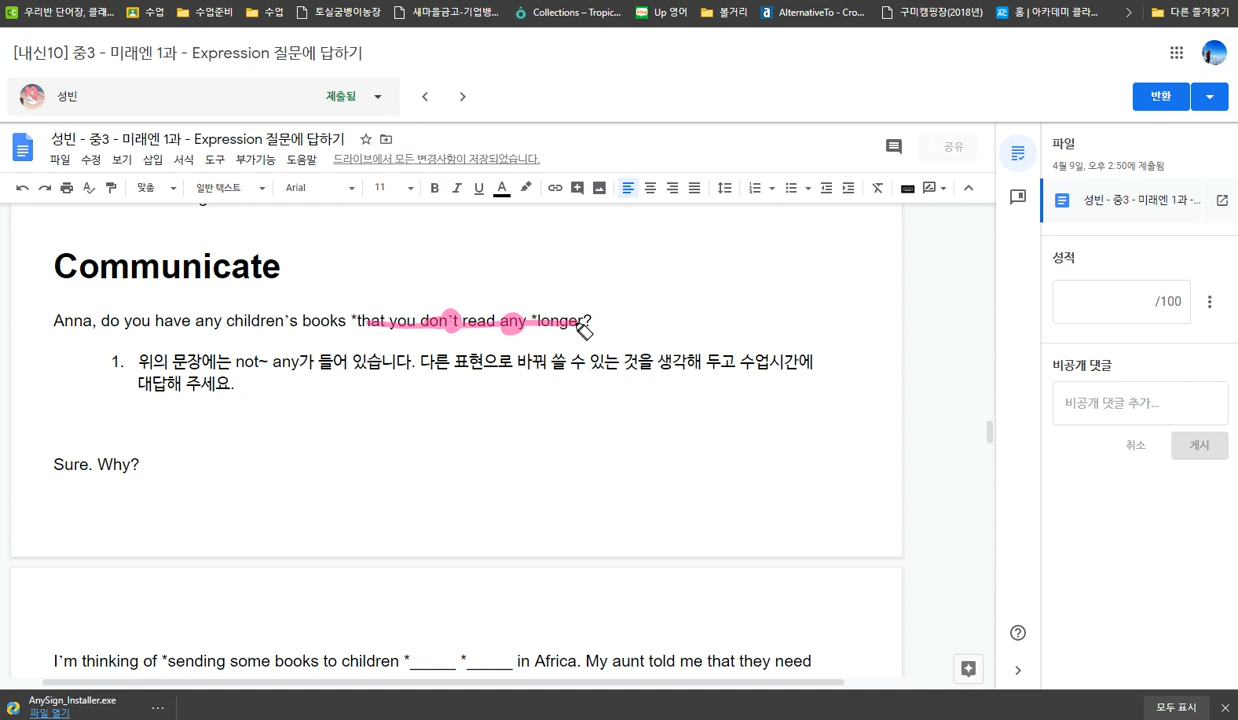 우리반 단어장, 클래... 수업 수업준비 수업 토실굼벵이농장 새마을금고-기업뱅... Collections – Tropic... Up 영어 볼거리 AlternativeTo - Cro... 구미캠핑장(2018년) 홈 | 아카데미 클라... 다른 즐겨찾기
[내신10] 중3 - 미래엔 1과 - Expression 질문에 답하기
성빈 제출됨 반환
성빈 - 중3 - 미래엔 1과 - Expression 질문에 답하기
파일 수정 보기 삽입 서식 도구 부가기능 도움말 드라이브에서 모든 변경사항이 저장되었습니다. 공유
맞춤 일반 텍스트 Arial 11
Communicate
Anna, do you have any children`s books *that you don`t read any *longer?
1. 위의 문장에는 not~ any가 들어 있습니다. 다른 표현으로 바꿔 쓸 수 있는 것을 생각해 두고 수업시간에
대답해 주세요.
Sure. Why?
I`m thinking of *sending some books to children *_____ *_____ in Africa. My aunt told me that they need
파일
4월 9일, 오후 2:50에 제출됨
성빈 - 중3 - 미래엔 1과 -...
성적
/100
비공개 댓글
비공개 댓글 추가...
취소 게시
AnySign_Installer.exe
파일 열기
모두 표시